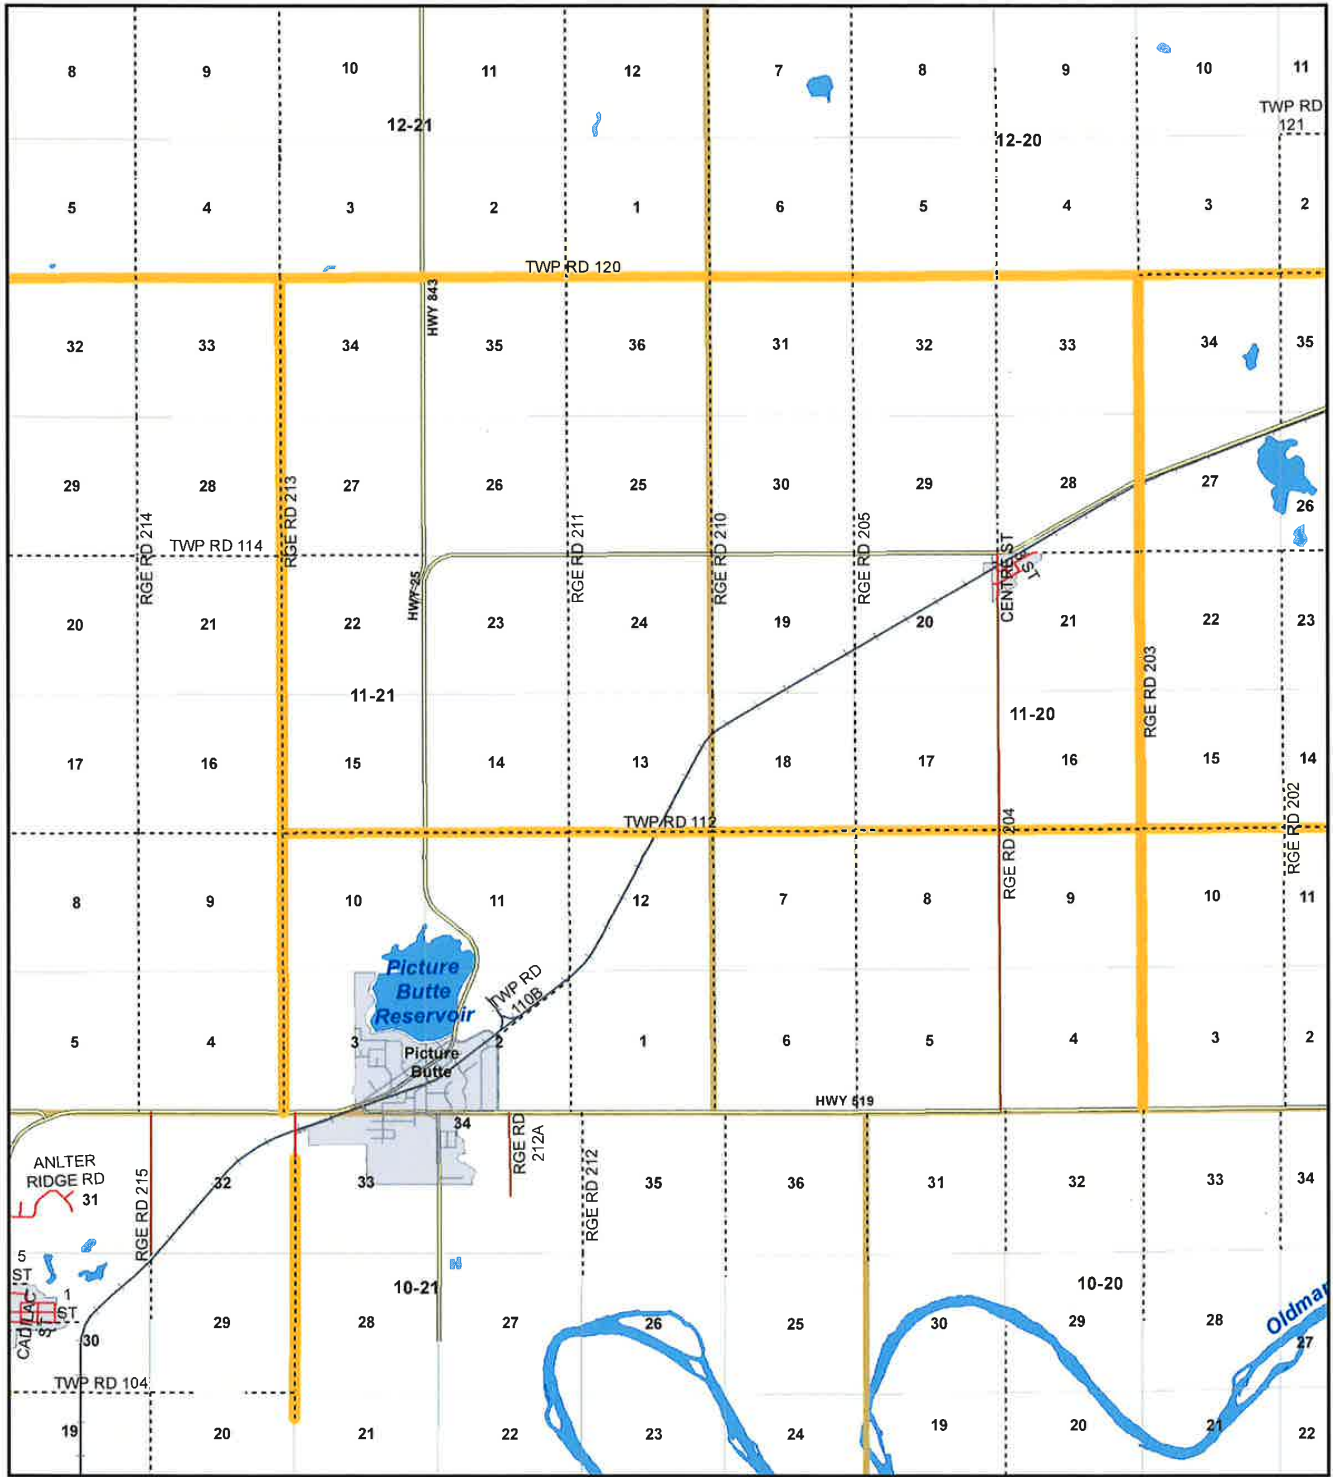 8 9 10 11 12 7 8 9 10 11
TWP RD
121
12-21
12-20
5 4 3 2 1 6 5 4 3 2
TWP RD 120
HWY 843
32 33 34 35 36 31 32 33 34 35
29 28 27 26 25 30 29 28 27 26
RGE RD 214
TWP RD 114
RGE RD 213
HWY 25
RGE RD 211
RGE RD 210
RGE RD 205
CENTRE ST
ST
20 21 22 23 24 19 20 21 22 23
11-21
11-20
RGE RD 203
17 16 15 14 13 18 17 16 15 14
TWP RD 112
RGE RD 204
RGE RD 202
8 9 10 11 12 7 8 9 10 11
Picture
Butte
Reservoir
TWP RD
110B
5 4 3 2 1 6 5 4 3 2
Picture
Butte
HWY 519
34
RGE RD
212A
ANLTER
RIDGE RD
31 32 33 35 36 31 32 33 34
RGE RD 215
RGE RD 212
5
ST
1
ST
CADILAC
ST
10-21
10-20
Oldman
30 29 28 27 26 25 30 29 28 27
TWP RD 104
19 20 21 22 23 24 19 20 21 22